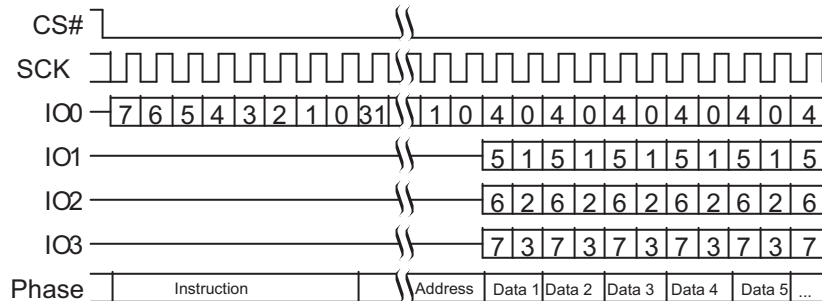 CS#
SCK
IO0 7 6 5 4 3 2 1 0 31 1 0 4 0 4 0 4 0 4 0 4 0 4
IO1 5 1 5 1 5 1 5 1 5 1 5
IO2 6 2 6 2 6 2 6 2 6 2 6
IO3 7 3 7 3 7 3 7 3 7 3 7
Phase Instruction Address Data 1 Data 2 Data 3 Data 4 Data 5 ...